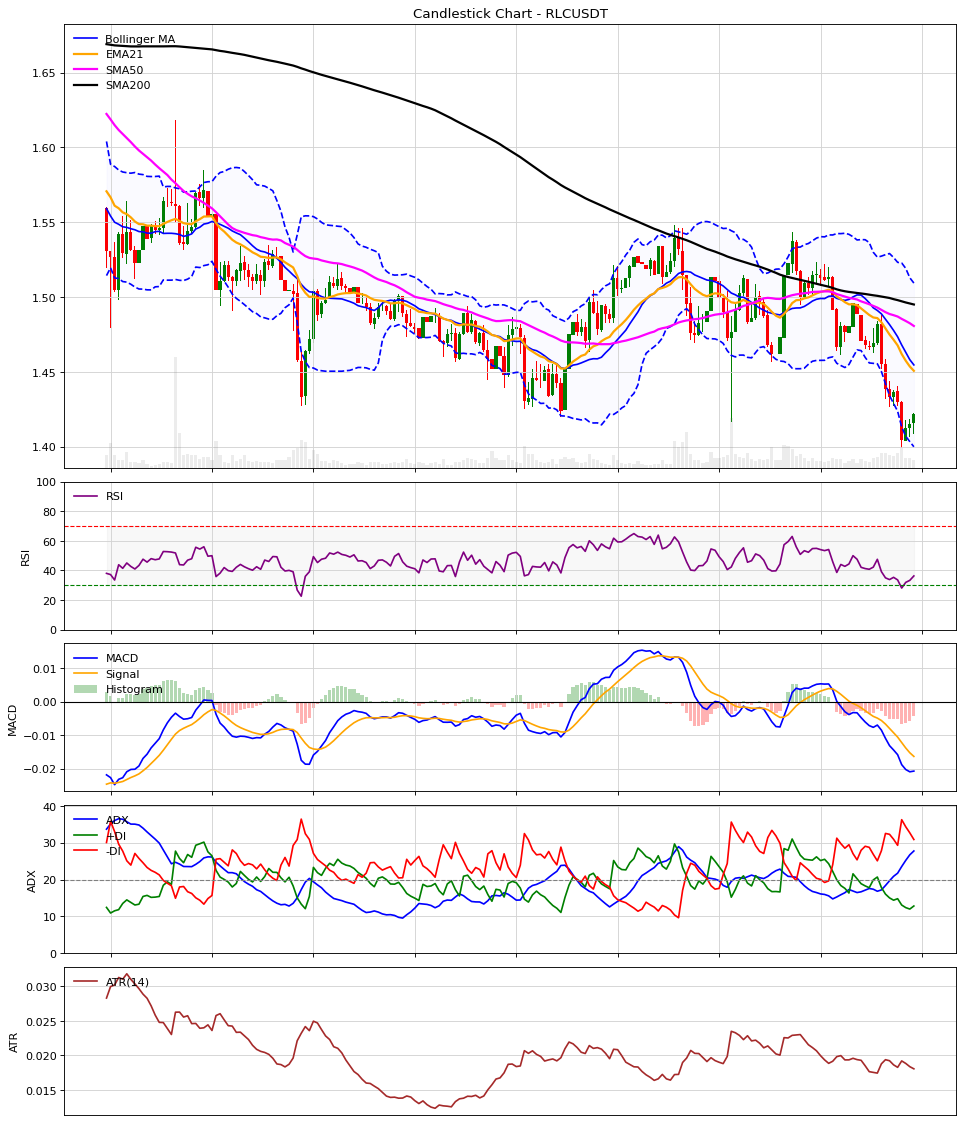 Candlestick Chart - RLCUSDT
Bollinger MA
EMA21
SMA50
SMA200
1.65
1.60
1.55
1.50
1.45
1.40
RSI
100
80
60
40
20
0
RSI
MACD
Signal
Histogram
0.01
0.00
−0.01
−0.02
MACD
ADX
+DI
-DI
40
30
20
10
0
ADX
ATR(14)
0.030
0.025
0.020
0.015
ATR